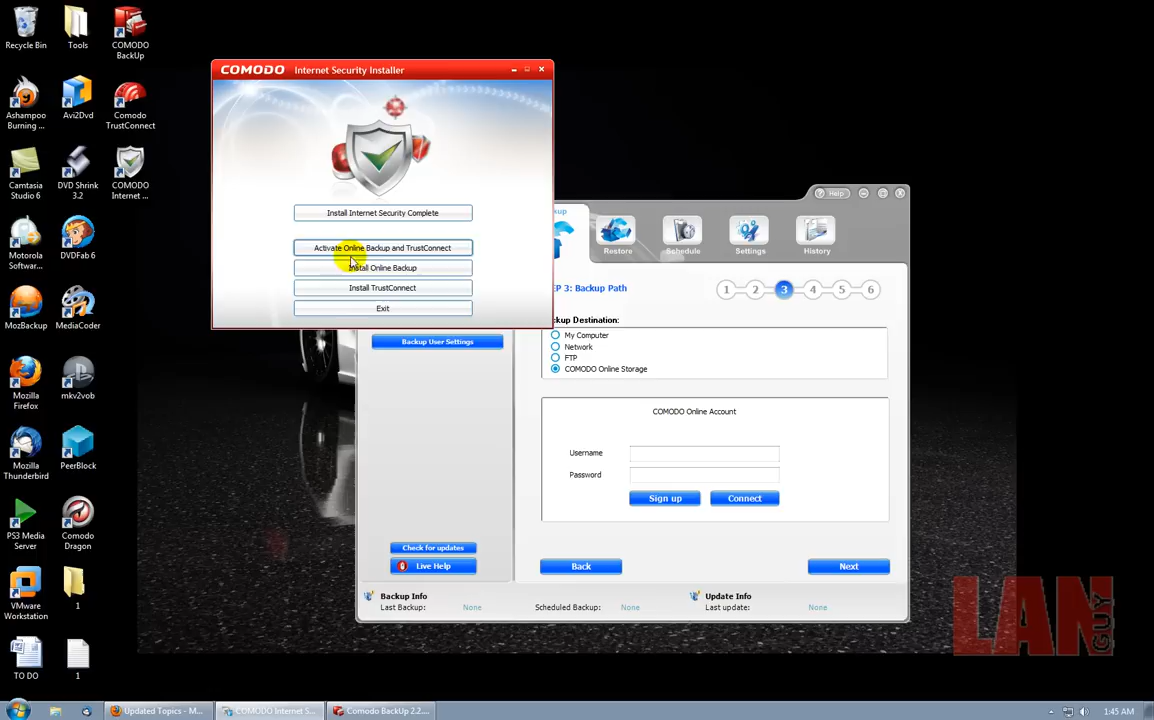 Recycle Bin
Tools
COMODO BackUp
Ashampoo Burning ...
Avi2Dvd
Comodo TrustConnect
Camtasia Studio 6
DVD Shrink 3.2
COMODO Internet ...
Motorola Softwar...
DVDFab 6
MozBackup
MediaCoder
Mozilla Firefox
mkv2vob
Mozilla Thunderbird
PeerBlock
PS3 Media Server
Comodo Dragon
VMware Workstation
1
TO DO
1
COMODO Internet Security Installer
Install Internet Security Complete
Activate Online Backup and TrustConnect
Install Online Backup
Install TrustConnect
Exit
Help
Restore
Schedule
Settings
History
EP 3: Backup Path
1 2 3 4 5 6
ckup Destination:
My Computer
Network
FTP
COMODO Online Storage
Backup User Settings
COMODO Online Account
Username
Password
Sign up
Connect
Check for updates
Live Help
Back
Next
Backup Info
Last Backup: None
Scheduled Backup: None
Update Info
Last update: None
LAN GUY
Updated Topics - M...
COMODO Internet S...
Comodo BackUp 2.2....
1:45 AM